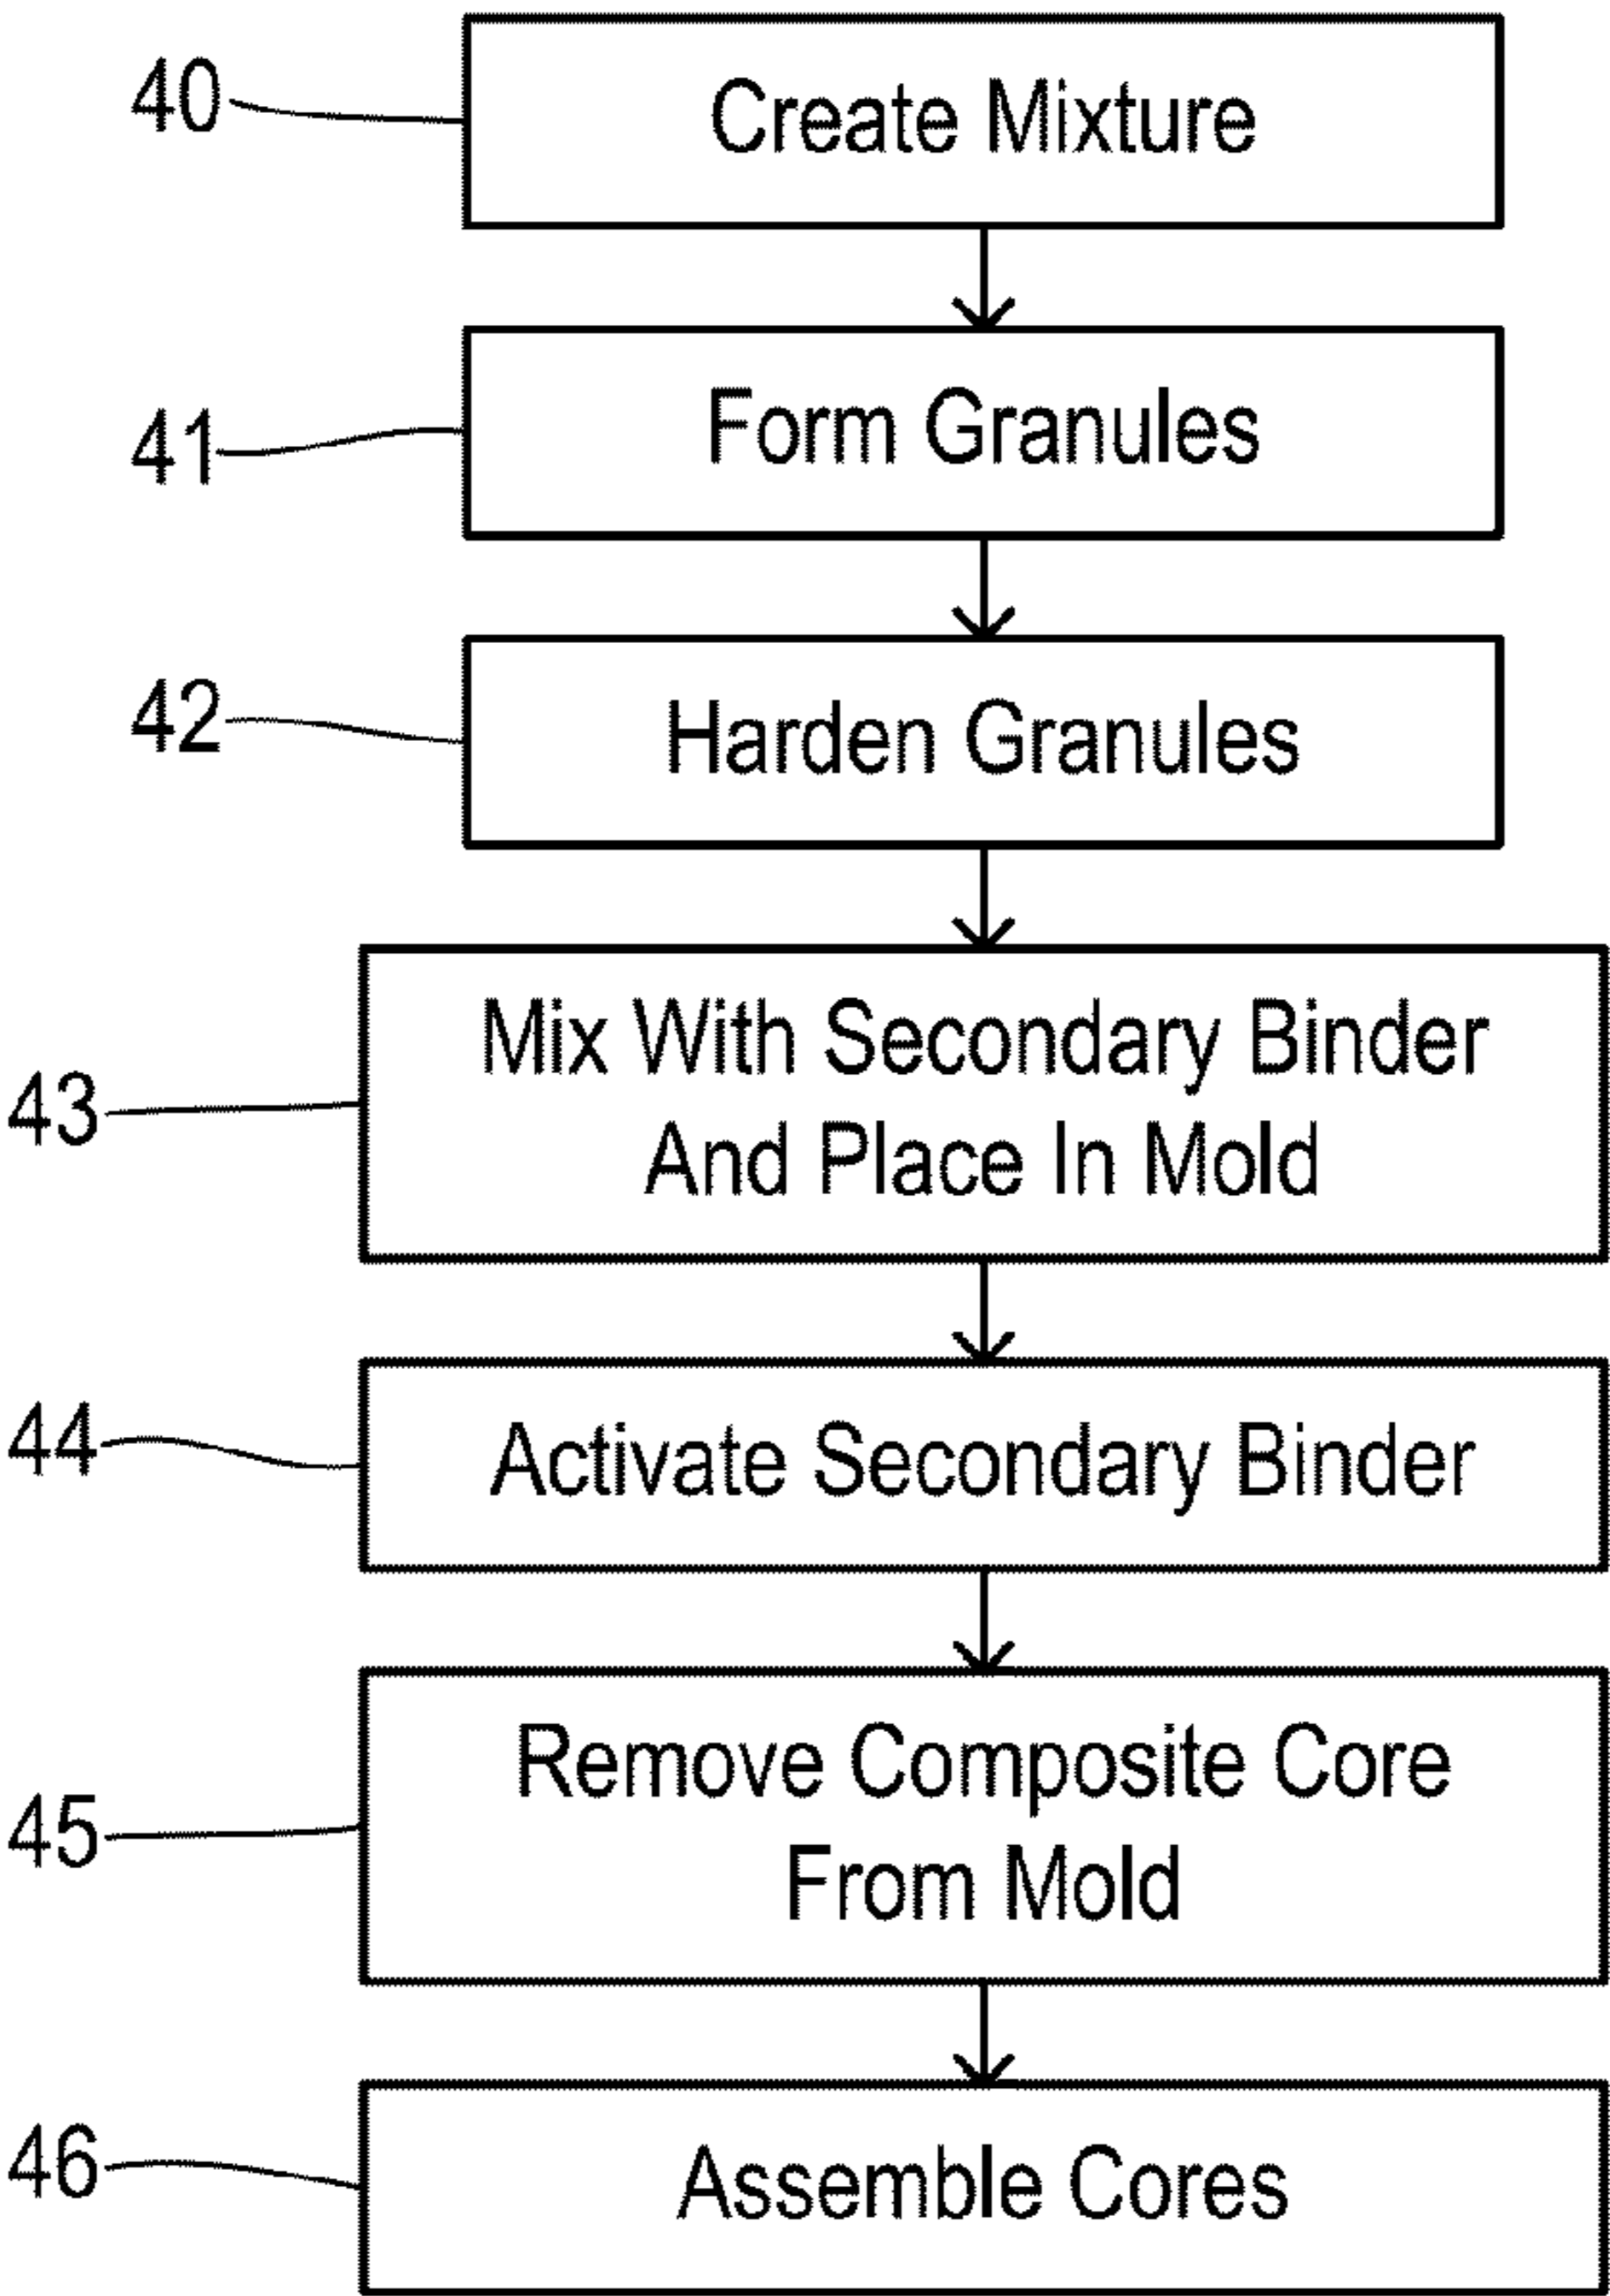 40
Create Mixture
41
Form Granules
42
Harden Granules
43
Mix With Secondary Binder
And Place In Mold
44
Activate Secondary Binder
45
Remove Composite Core
From Mold
46
Assemble Cores